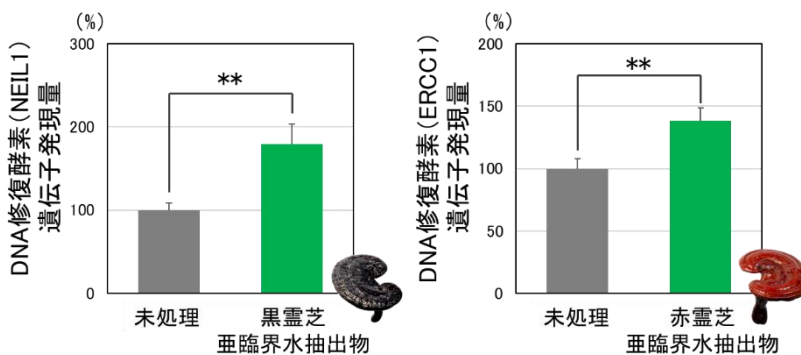 (%)
DNA修復酵素(NEIL1)
遺伝子発現量
300
200
100
0
**
未処理
黒霊芝
亜臨界水抽出物
(%)
DNA修復酵素(ERCC1)
遺伝子発現量
200
150
100
50
0
**
未処理
赤霊芝
亜臨界水抽出物